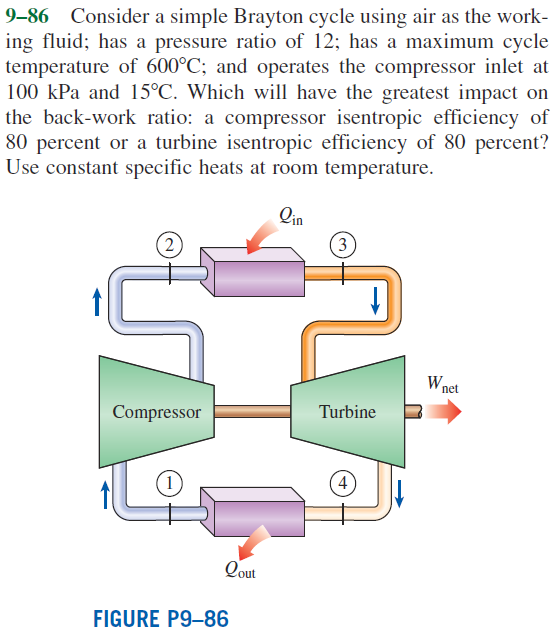 9–86 Consider a simple Brayton cycle using air as the work-
ing fluid; has a pressure ratio of 12; has a maximum cycle
temperature of 600°C; and operates the compressor inlet at
100 kPa and 15°C. Which will have the greatest impact on
the back-work ratio: a compressor isentropic efficiency of
80 percent or a turbine isentropic efficiency of 80 percent?
Use constant specific heats at room temperature.
Qin
2
3
Wnet
Compressor
Turbine
1
4
Qout
FIGURE P9–86